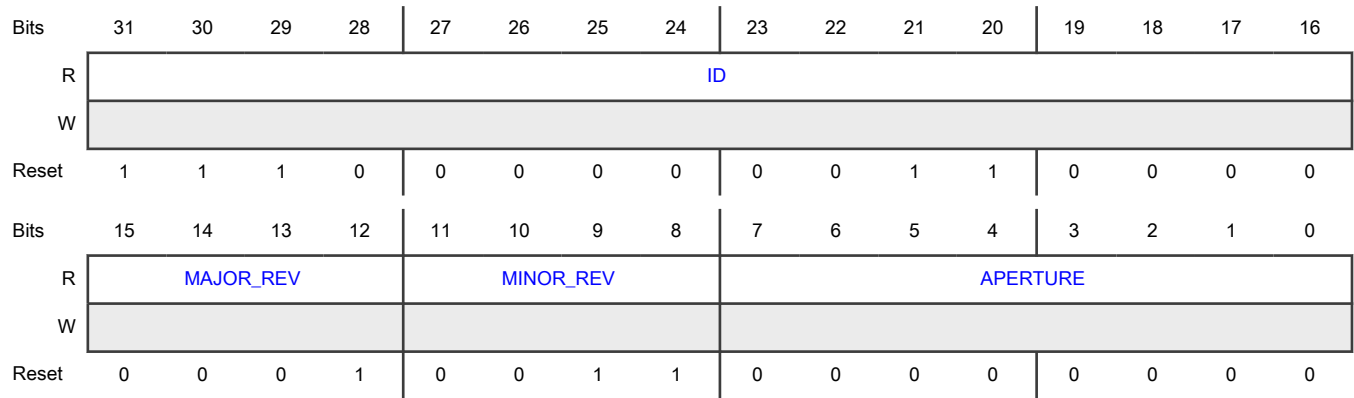 Bits 31 30 29 28 27 26 25 24 23 22 21 20 19 18 17 16
R ID
W
Reset 1 1 1 0 0 0 0 0 0 0 1 1 0 0 0 0
Bits 15 14 13 12 11 10 9 8 7 6 5 4 3 2 1 0
R MAJOR_REV MINOR_REV APERTURE
W
Reset 0 0 0 1 0 0 1 1 0 0 0 0 0 0 0 0